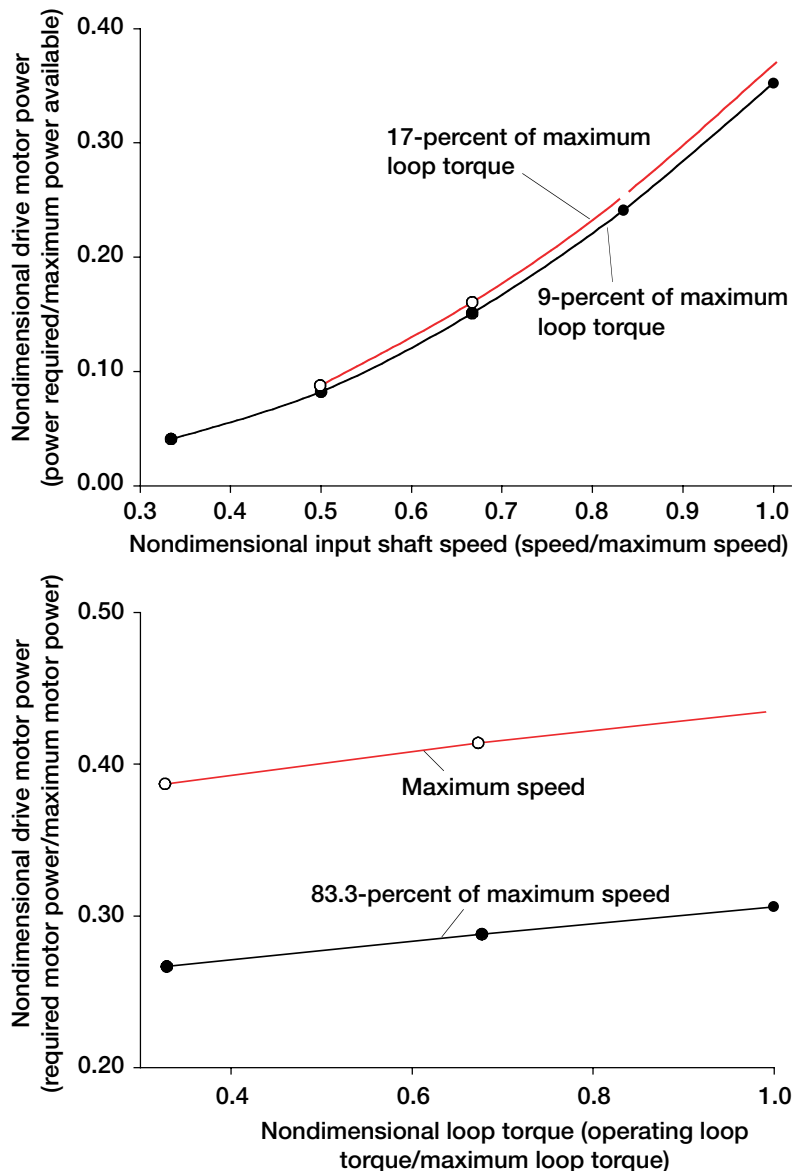 Nondimensional drive motor power
(power required/maximum power available)
0.40
0.30
0.20
0.10
0.00
17-percent of maximum
loop torque
9-percent of maximum
loop torque
0.3 0.4 0.5 0.6 0.7 0.8 0.9 1.0
Nondimensional input shaft speed (speed/maximum speed)
Nondimensional drive motor power
(required motor power/maximum motor power)
0.50
0.40
0.30
0.20
Maximum speed
83.3-percent of maximum speed
0.4 0.6 0.8 1.0
Nondimensional loop torque (operating loop
torque/maximum loop torque)